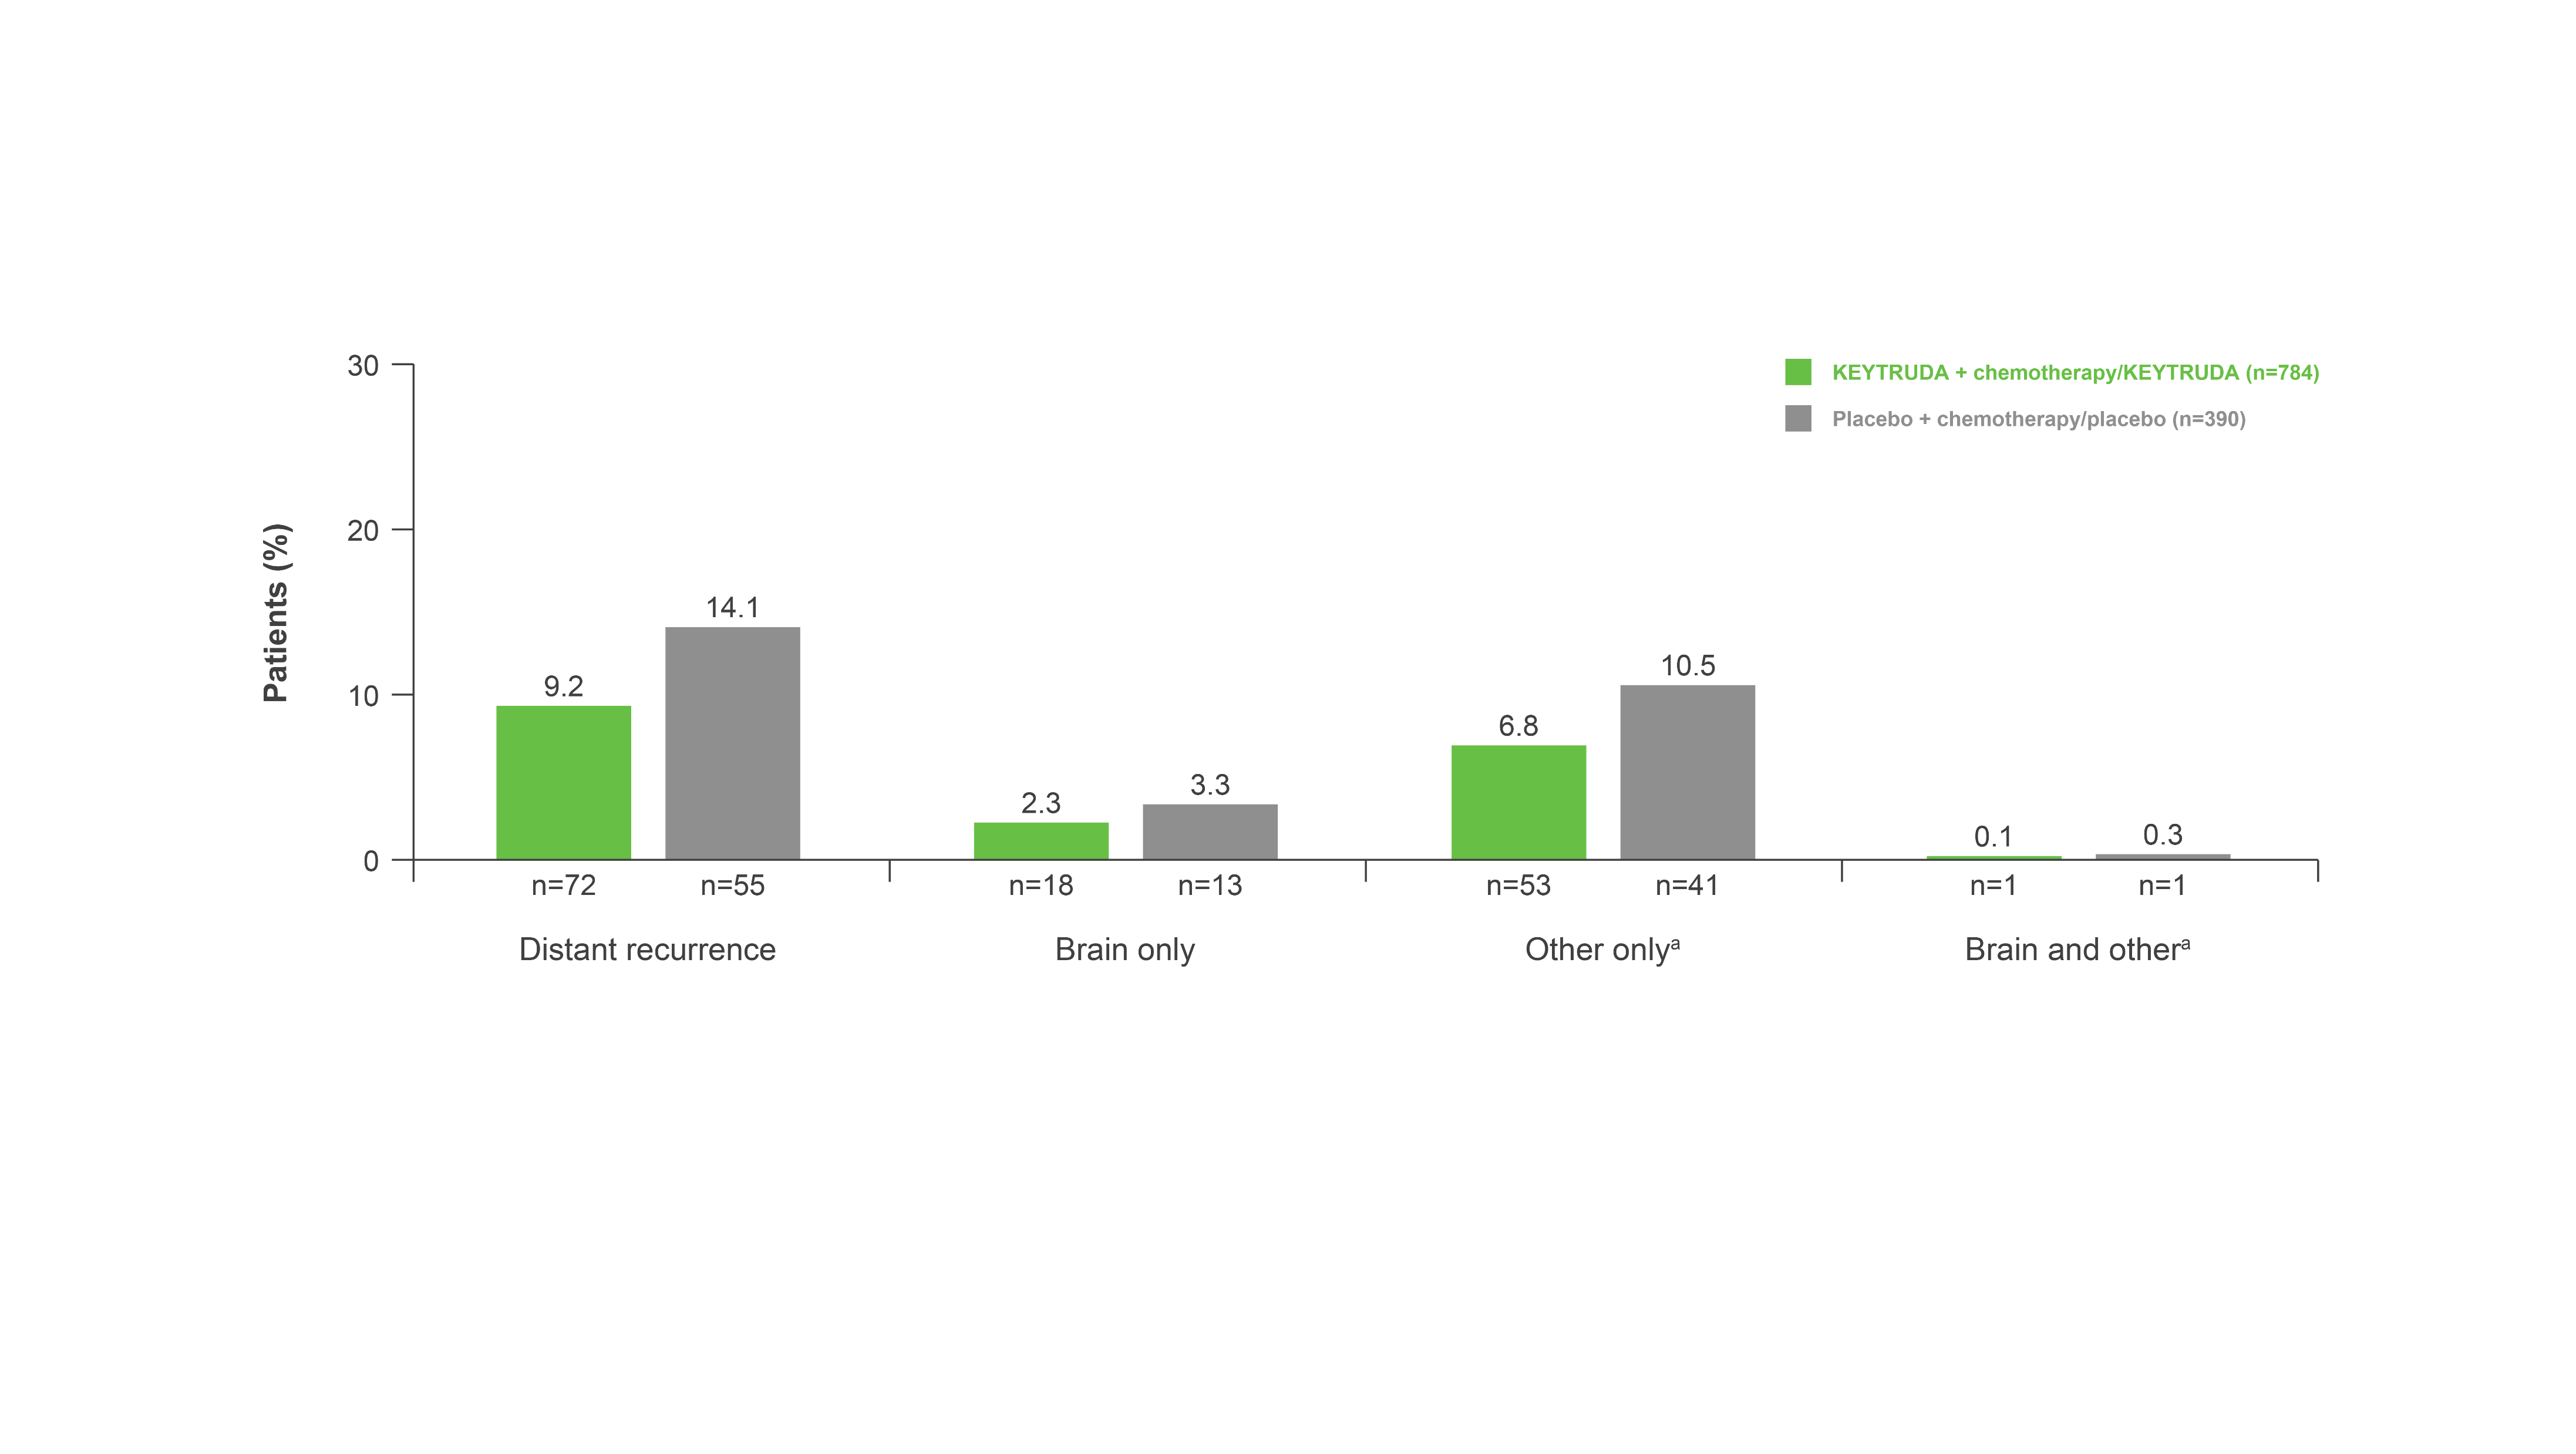 KEYTRUDA + chemotherapy/KEYTRUDA (n=784)
Placebo + chemotherapy/placebo (n=390)
Patients (%)
30
20
10
0
9.2
14.1
2.3
3.3
6.8
10.5
0.1
0.3
n=72
n=55
n=18
n=13
n=53
n=41
n=1
n=1
Distant recurrence
Brain only
Other onlyᵃ
Brain and otherᵃ